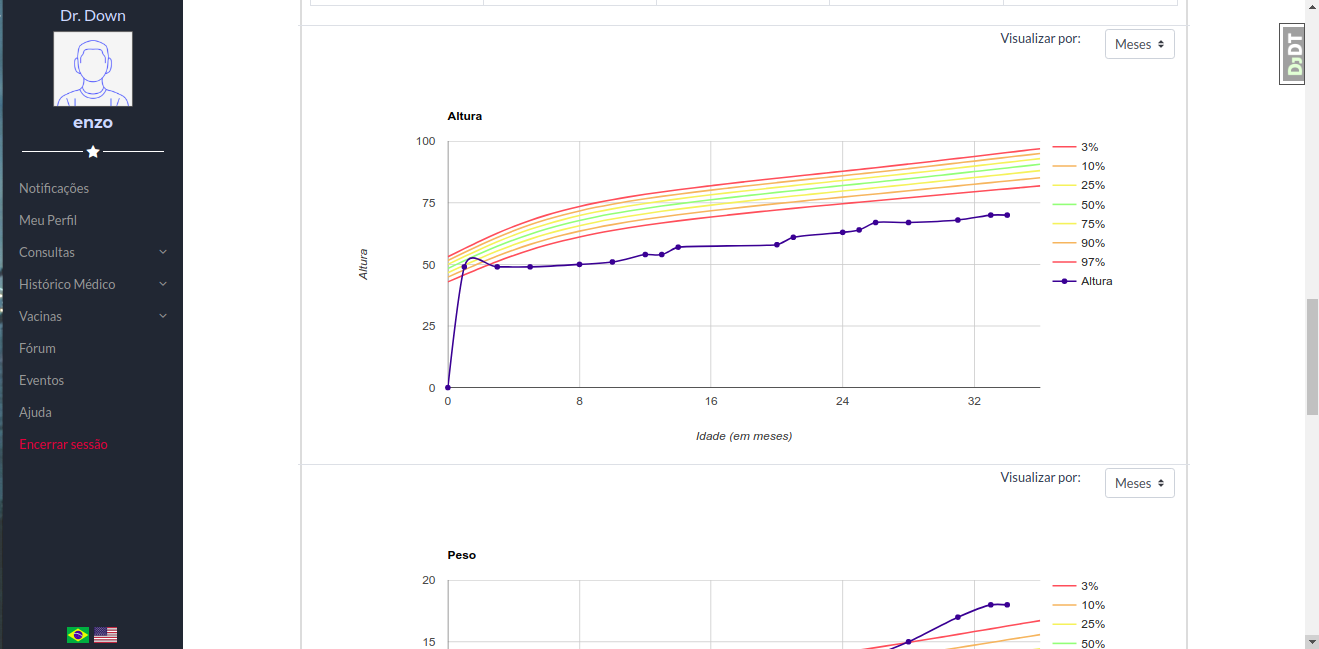 Dr. Down
enzo
Notificações
Meu Perfil
Consultas
Histórico Médico
Vacinas
Fórum
Eventos
Ajuda
Encerrar sessão
Visualizar por:
Meses
Altura
100
75
50
25
0
Altura
0
8
16
24
32
Idade (em meses)
3%
10%
25%
50%
75%
90%
97%
Altura
Visualizar por:
Meses
Peso
20
15
3%
10%
25%
50%
DJDT